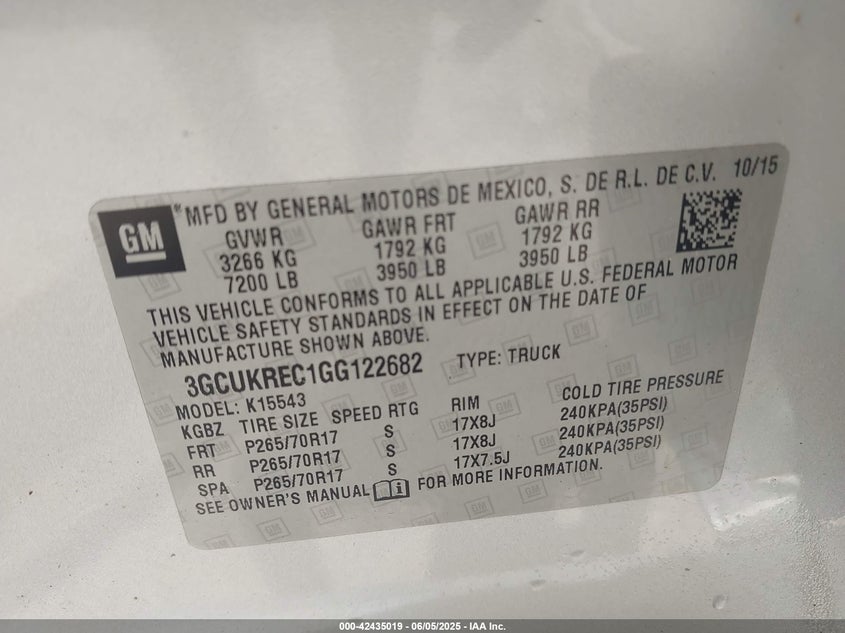 GM
®MFD BY GENERAL MOTORS DE MEXICO, S. DE R.L. DE C.V. 10/15
GVWR GAWR FRT GAWR RR
3266 KG 1792 KG 1792 KG
7200 LB 3950 LB 3950 LB
THIS VEHICLE CONFORMS TO ALL APPLICABLE U.S. FEDERAL MOTOR
VEHICLE SAFETY STANDARDS IN EFFECT ON THE DATE OF
MANUFACTURE SHOWN ABOVE.
3GCUKREC1GG122682 TYPE: TRUCK
MODEL: K15543
KGBZ TIRE SIZE SPEED RTG RIM COLD TIRE PRESSURE
FRT P265/70R17 S 17X8J 240KPA(35PSI)
RR P265/70R17 S 17X8J 240KPA(35PSI)
SPA P265/70R17 S 17X7.5J 240KPA(35PSI)
SEE OWNER'S MANUAL FOR MORE INFORMATION.
000-42435019 - 06/05/2025 - IAA Inc.